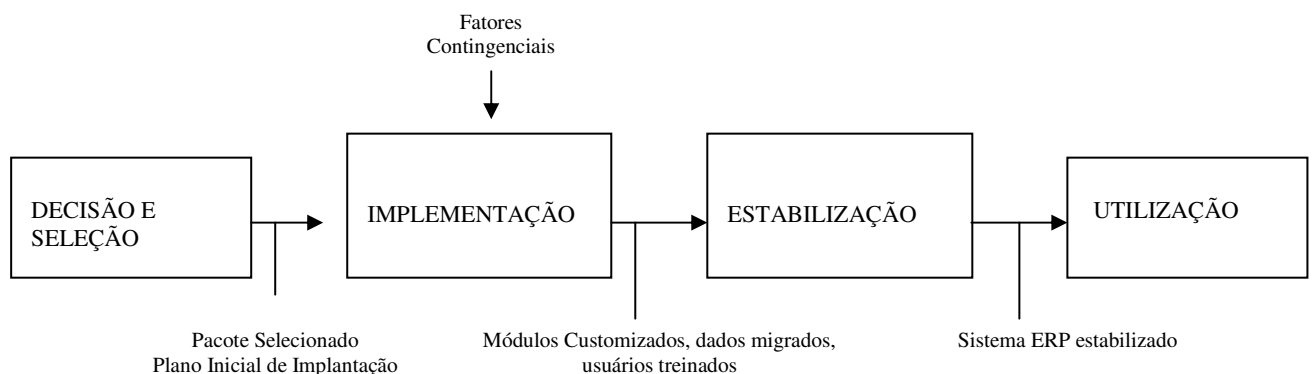 Fatores
Contingenciais
DECISÃO E
SELEÇÃO
IMPLEMENTAÇÃO
ESTABILIZAÇÃO
UTILIZAÇÃO
Pacote Selecionado
Plano Inicial de Implantação
Módulos Customizados, dados migrados,
usuários treinados
Sistema ERP estabilizado